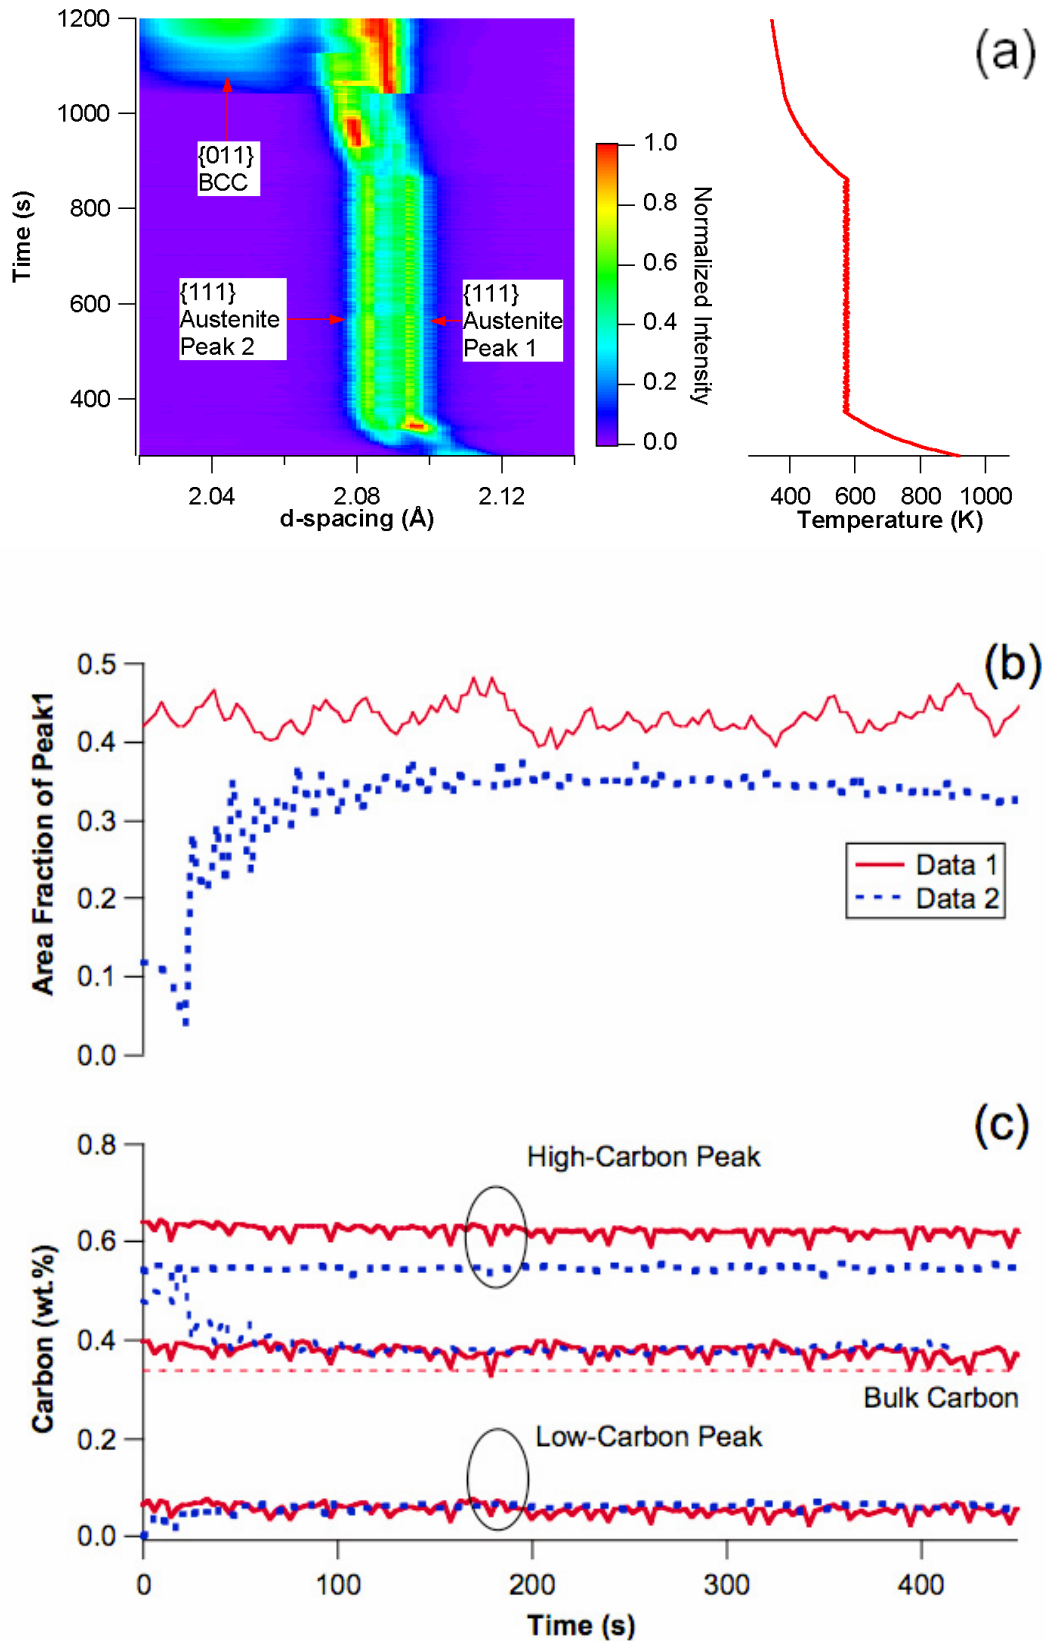 (a)
1200
1000
800
600
400
Time (s)
{011}
BCC
{111}
Austenite
Peak 2
{111}
Austenite
Peak 1
2.04
2.08
2.12
d-spacing (Å)
1.0
0.8
0.6
0.4
0.2
0.0
Normalized Intensity
400
600
800
1000
Temperature (K)
(b)
0.5
0.4
0.3
0.2
0.1
0.0
Area Fraction of Peak1
Data 1
Data 2
(c)
0.8
0.6
0.4
0.2
0.0
Carbon (wt.%)
High-Carbon Peak
Bulk Carbon
Low-Carbon Peak
0
100
200
300
400
Time (s)